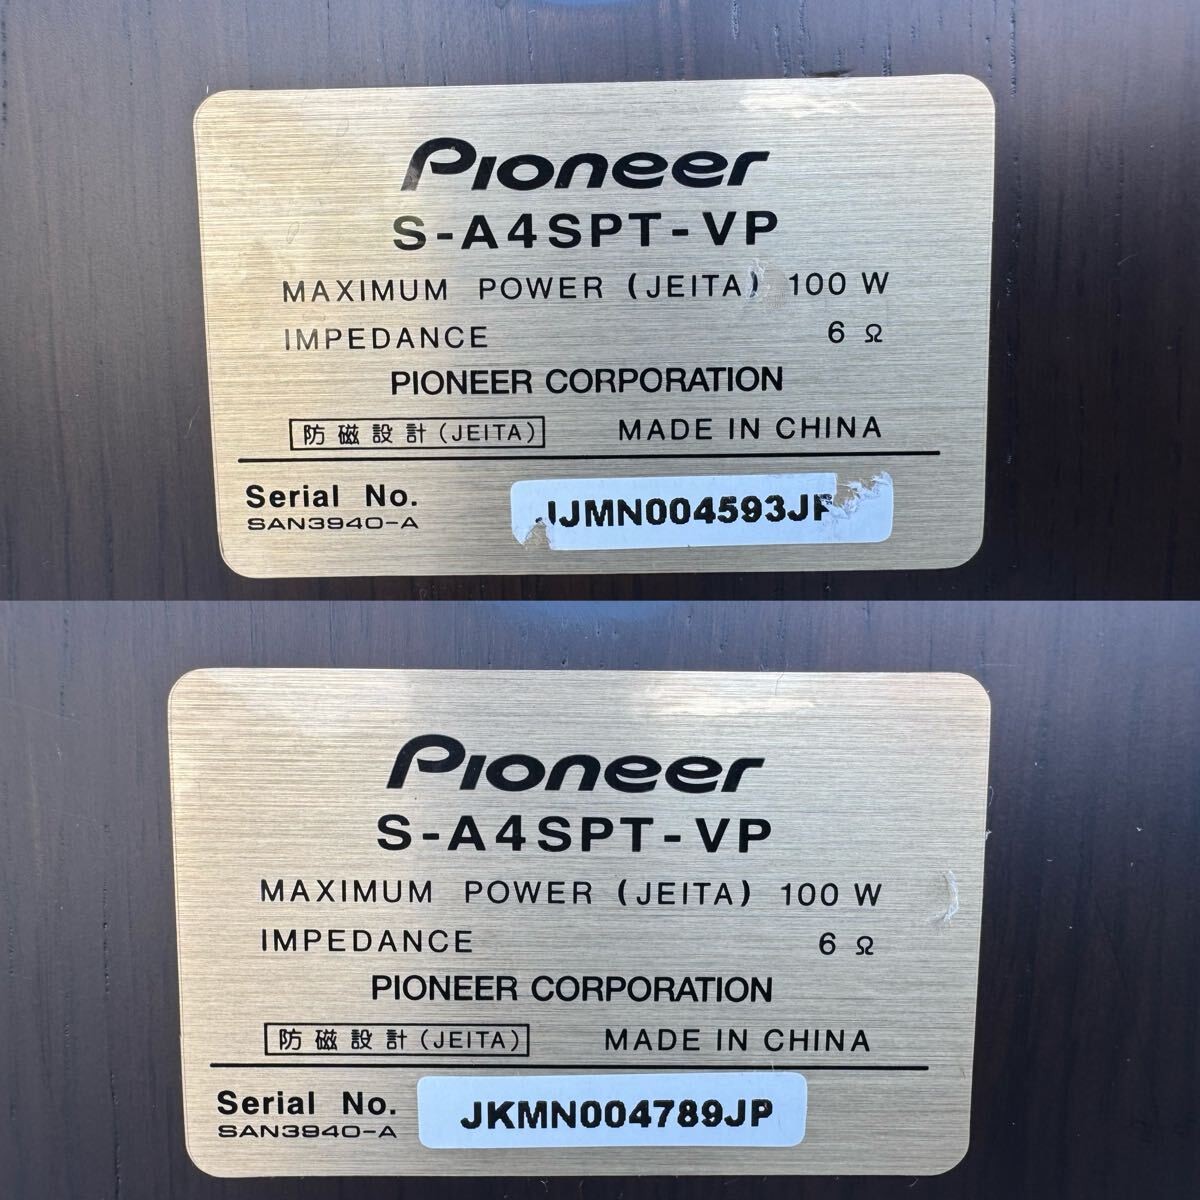 Pioneer
S-A4SPT-VP
MAXIMUM POWER (JEITA) 100 W
IMPEDANCE 6 Ω
PIONEER CORPORATION
防磁設計(JEITA) MADE IN CHINA
Serial No. JJMN004593JP
SAN3940-A
Pioneer
S-A4SPT-VP
MAXIMUM POWER (JEITA) 100 W
IMPEDANCE 6 Ω
PIONEER CORPORATION
防磁設計(JEITA) MADE IN CHINA
Serial No. JKMN004789JP
SAN3940-A